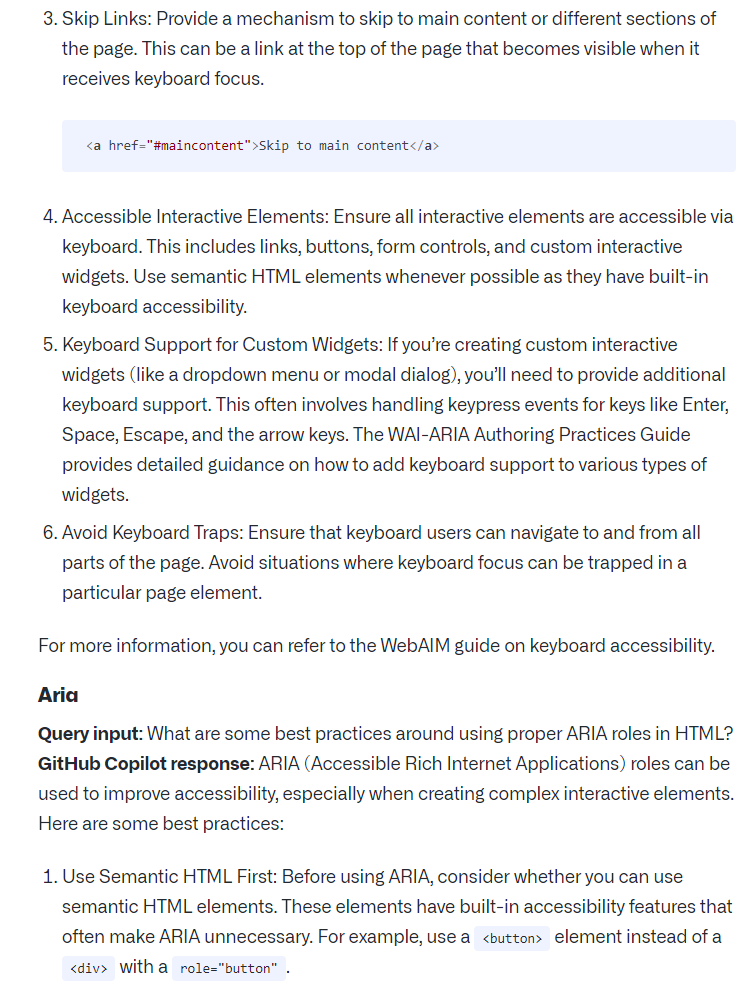 3. Skip Links: Provide a mechanism to skip to main content or different sections of
the page. This can be a link at the top of the page that becomes visible when it
receives keyboard focus.
<a href="#maincontent">Skip to main content</a>
4. Accessible Interactive Elements: Ensure all interactive elements are accessible via
keyboard. This includes links, buttons, form controls, and custom interactive
widgets. Use semantic HTML elements whenever possible as they have built-in
keyboard accessibility.
5. Keyboard Support for Custom Widgets: If you’re creating custom interactive
widgets (like a dropdown menu or modal dialog), you’ll need to provide additional
keyboard support. This often involves handling keypress events for keys like Enter,
Space, Escape, and the arrow keys. The WAI-ARIA Authoring Practices Guide
provides detailed guidance on how to add keyboard support to various types of
widgets.
6. Avoid Keyboard Traps: Ensure that keyboard users can navigate to and from all
parts of the page. Avoid situations where keyboard focus can be trapped in a
particular page element.
For more information, you can refer to the WebAIM guide on keyboard accessibility.
Aria
Query input: What are some best practices around using proper ARIA roles in HTML?
GitHub Copilot response: ARIA (Accessible Rich Internet Applications) roles can be
used to improve accessibility, especially when creating complex interactive elements.
Here are some best practices:
1. Use Semantic HTML First: Before using ARIA, consider whether you can use
semantic HTML elements. These elements have built-in accessibility features that
often make ARIA unnecessary. For example, use a <button> element instead of a
<div> with a role="button" .